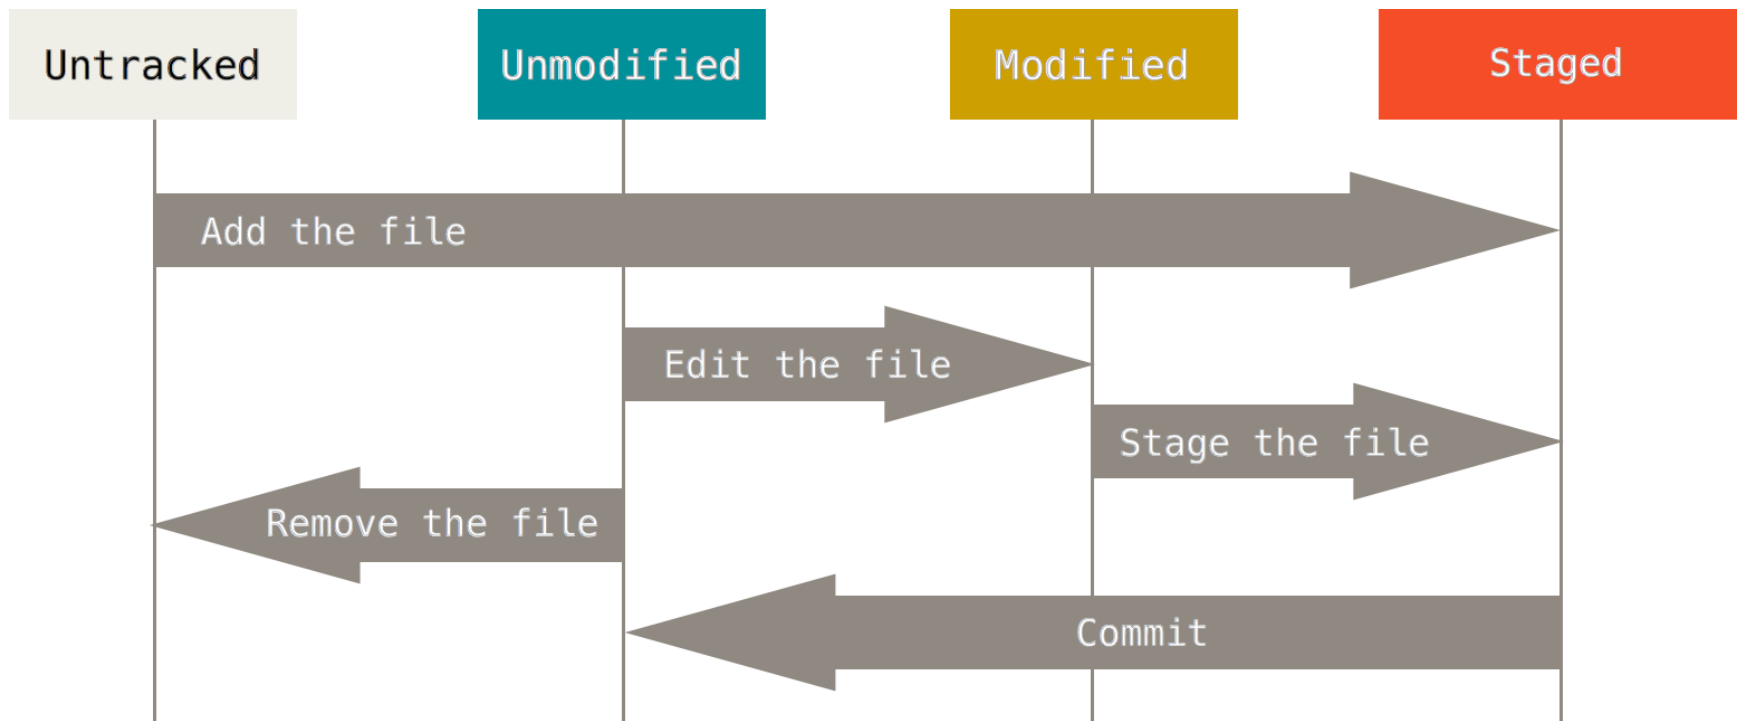 Untracked
Unmodified
Modified
Staged
Add the file
Edit the file
Stage the file
Remove the file
Commit